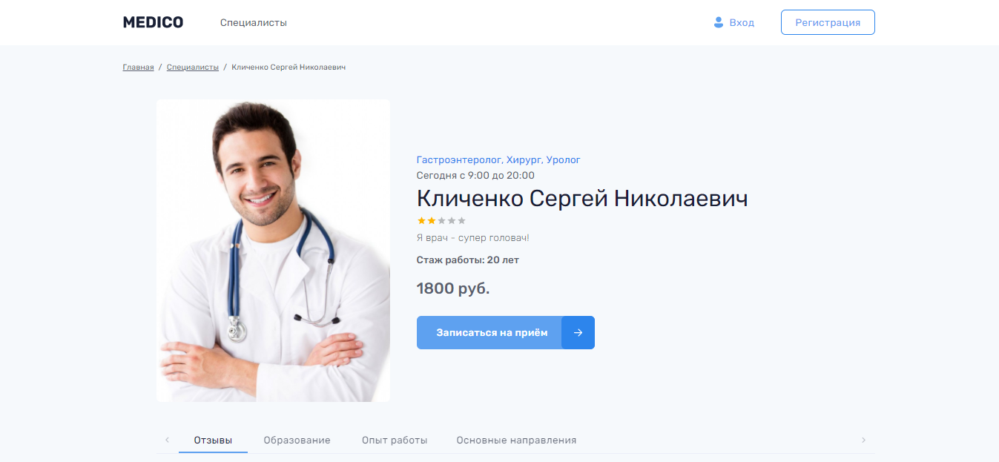 MEDICO
Специалисты
Вход
Регистрация
Главная / Специалисты / Кличенко Сергей Николаевич
Гастроэнтеролог, Хирург, Уролог
Сегодня с 9:00 до 20:00
Кличенко Сергей Николаевич
Я врач - супер головач!
Стаж работы: 20 лет
1800 руб.
Записаться на приём →
Отзывы
Образование
Опыт работы
Основные направления